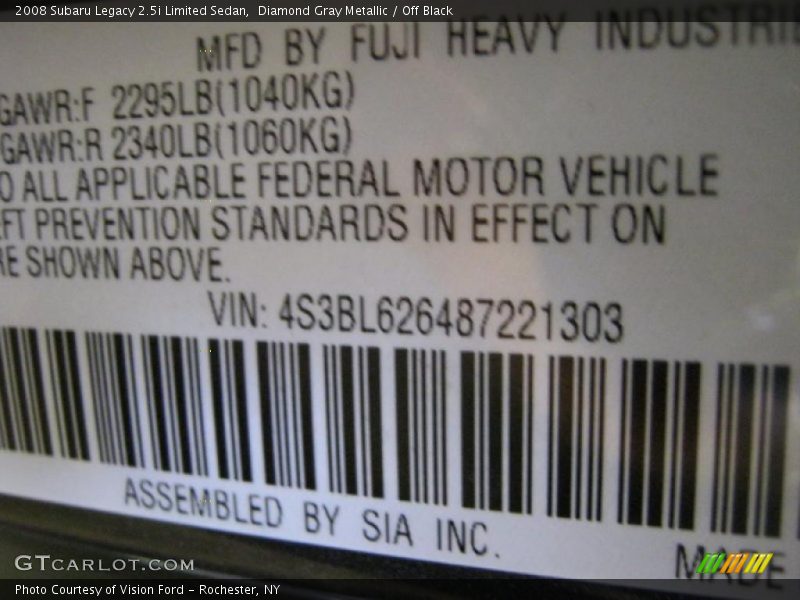 2008 Subaru Legacy 2.5i Limited Sedan,  Diamond Gray Metallic / Off Black
MFD BY FUJI HEAVY
GAWR:F 2295LB(1040KG)
GAWR:R 2340LB(1060KG)
ALL APPLICABLE FEDERAL MOTOR VEHICLE
PREVENTION STANDARDS IN EFFECT ON
SHOWN ABOVE.
VIN: 4S3BL626487221303
ASSEMBLED BY SIA INC.
MADE
GTCARLOT.COM
Photo Courtesy of Vision Ford – Rochester, NY